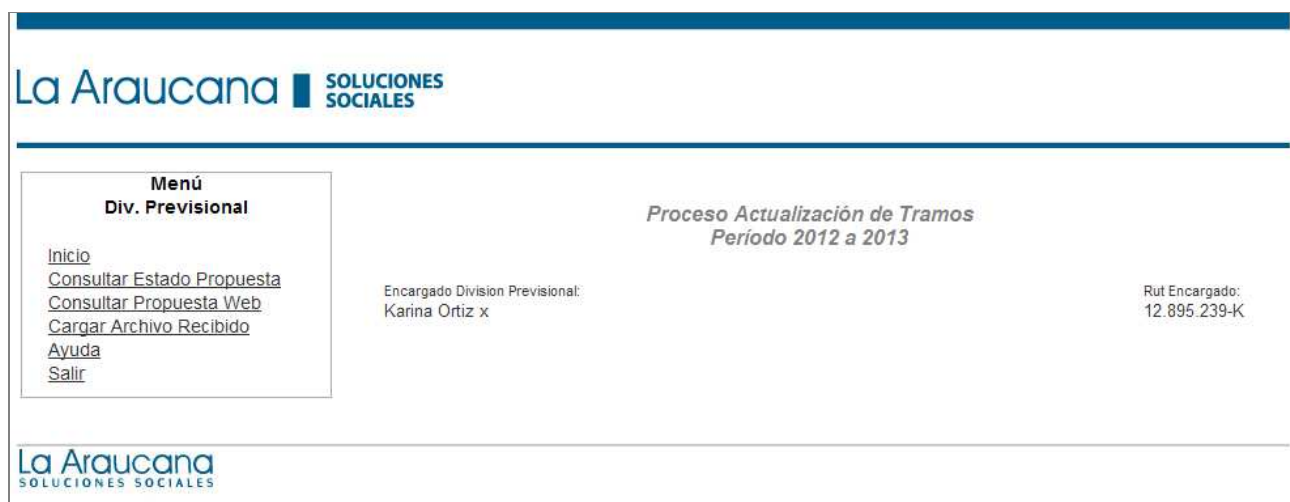 La Araucana SOLUCIONES SOCIALES
Menú
Div. Previsional
Inicio
Consultar Estado Propuesta
Consultar Propuesta Web
Cargar Archivo Recibido
Ayuda
Salir
Proceso Actualización de Tramos
Período 2012 a 2013
Encargado Division Previsional:
Karina Ortiz x
Rut Encargado:
12.895.239-K
La Araucana
SOLUCIONES SOCIALES